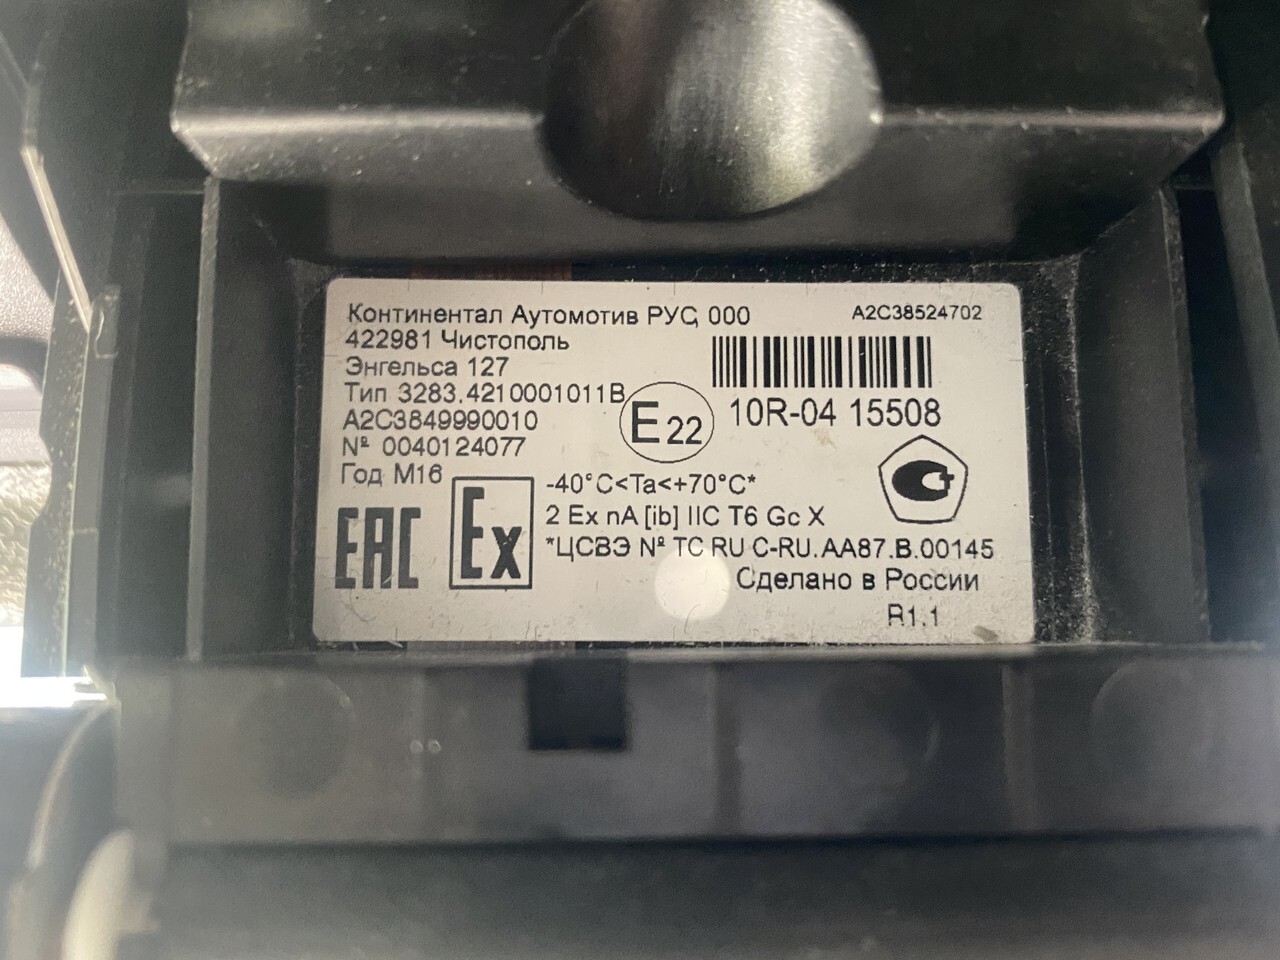 Континентал Аутомотив РУС, ООО
A2C38524702
422981 Чистополь
Энгельса 127
Тип 3283.4210001011В
A2C3849990010
E22
10R-04 15508
№ 0040124077
Год M16
-40°C<Ta<+70°C*
EAC
Ex
2 Ex nA [ib] IIC T6 Gc X
*ЦСВЭ № TC RU C-RU.AA87.B.00145
Сделано в России
R1.1